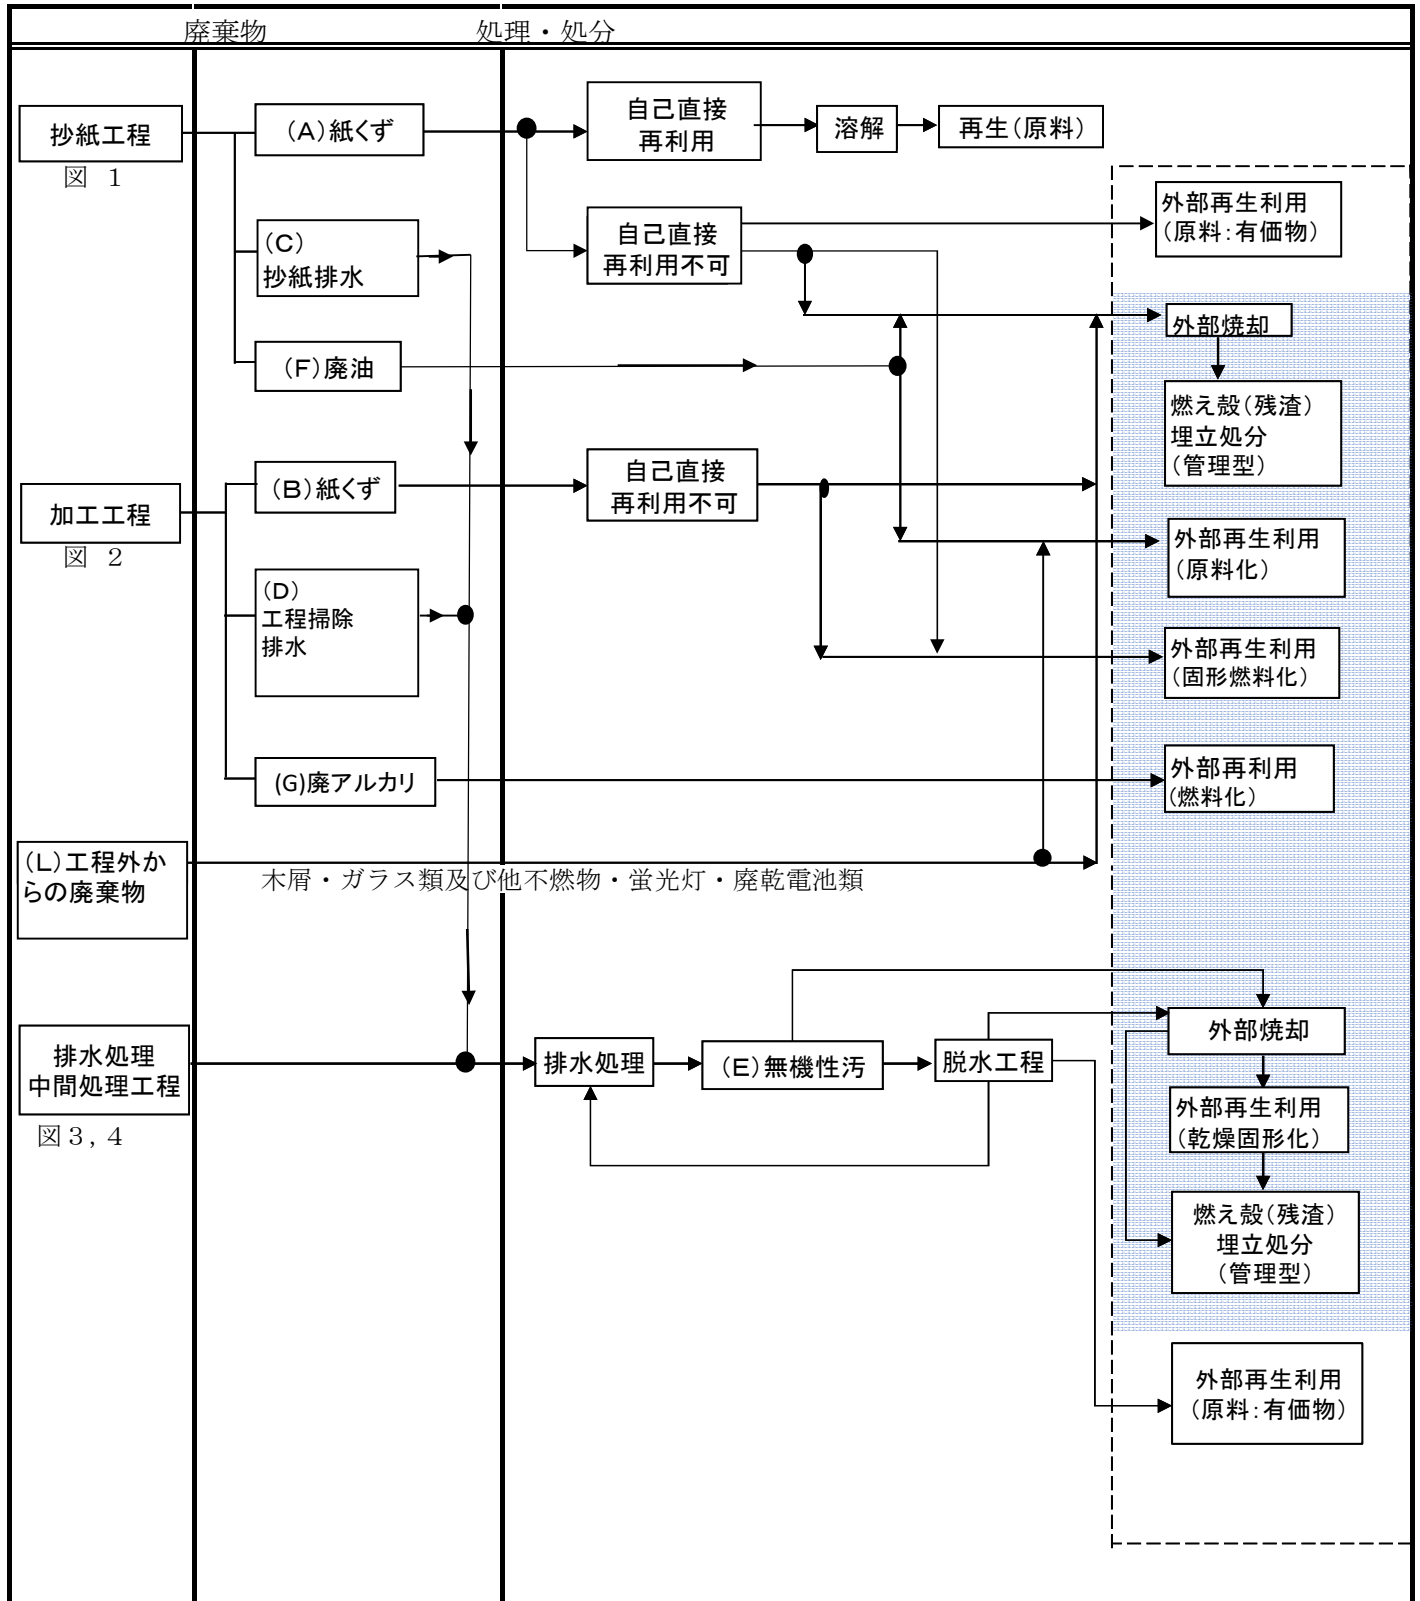 廃棄物
処理・処分
抄紙工程
図 1
(A)紙くず
自己直接
再利用
溶解
再生(原料)
(C)
抄紙排水
自己直接
再利用不可
外部再生利用
(原料:有価物)
(F)廃油
外部焼却
燃え殻(残渣)
埋立処分
(管理型)
加工工程
図 2
(B)紙くず
自己直接
再利用不可
外部再生利用
(原料化)
(D)
工程掃除
排水
外部再生利用
(固形燃料化)
(G)廃アルカリ
外部再利用
(燃料化)
(L)工程外か
らの廃棄物
木屑・ガラス類及び他不燃物・蛍光灯・廃乾電池類
排水処理
中間処理工程
図3,4
排水処理
(E)無機性汚
脱水工程
外部焼却
外部再生利用
(乾燥固形化)
燃え殻(残渣)
埋立処分
(管理型)
外部再生利用
(原料:有価物)